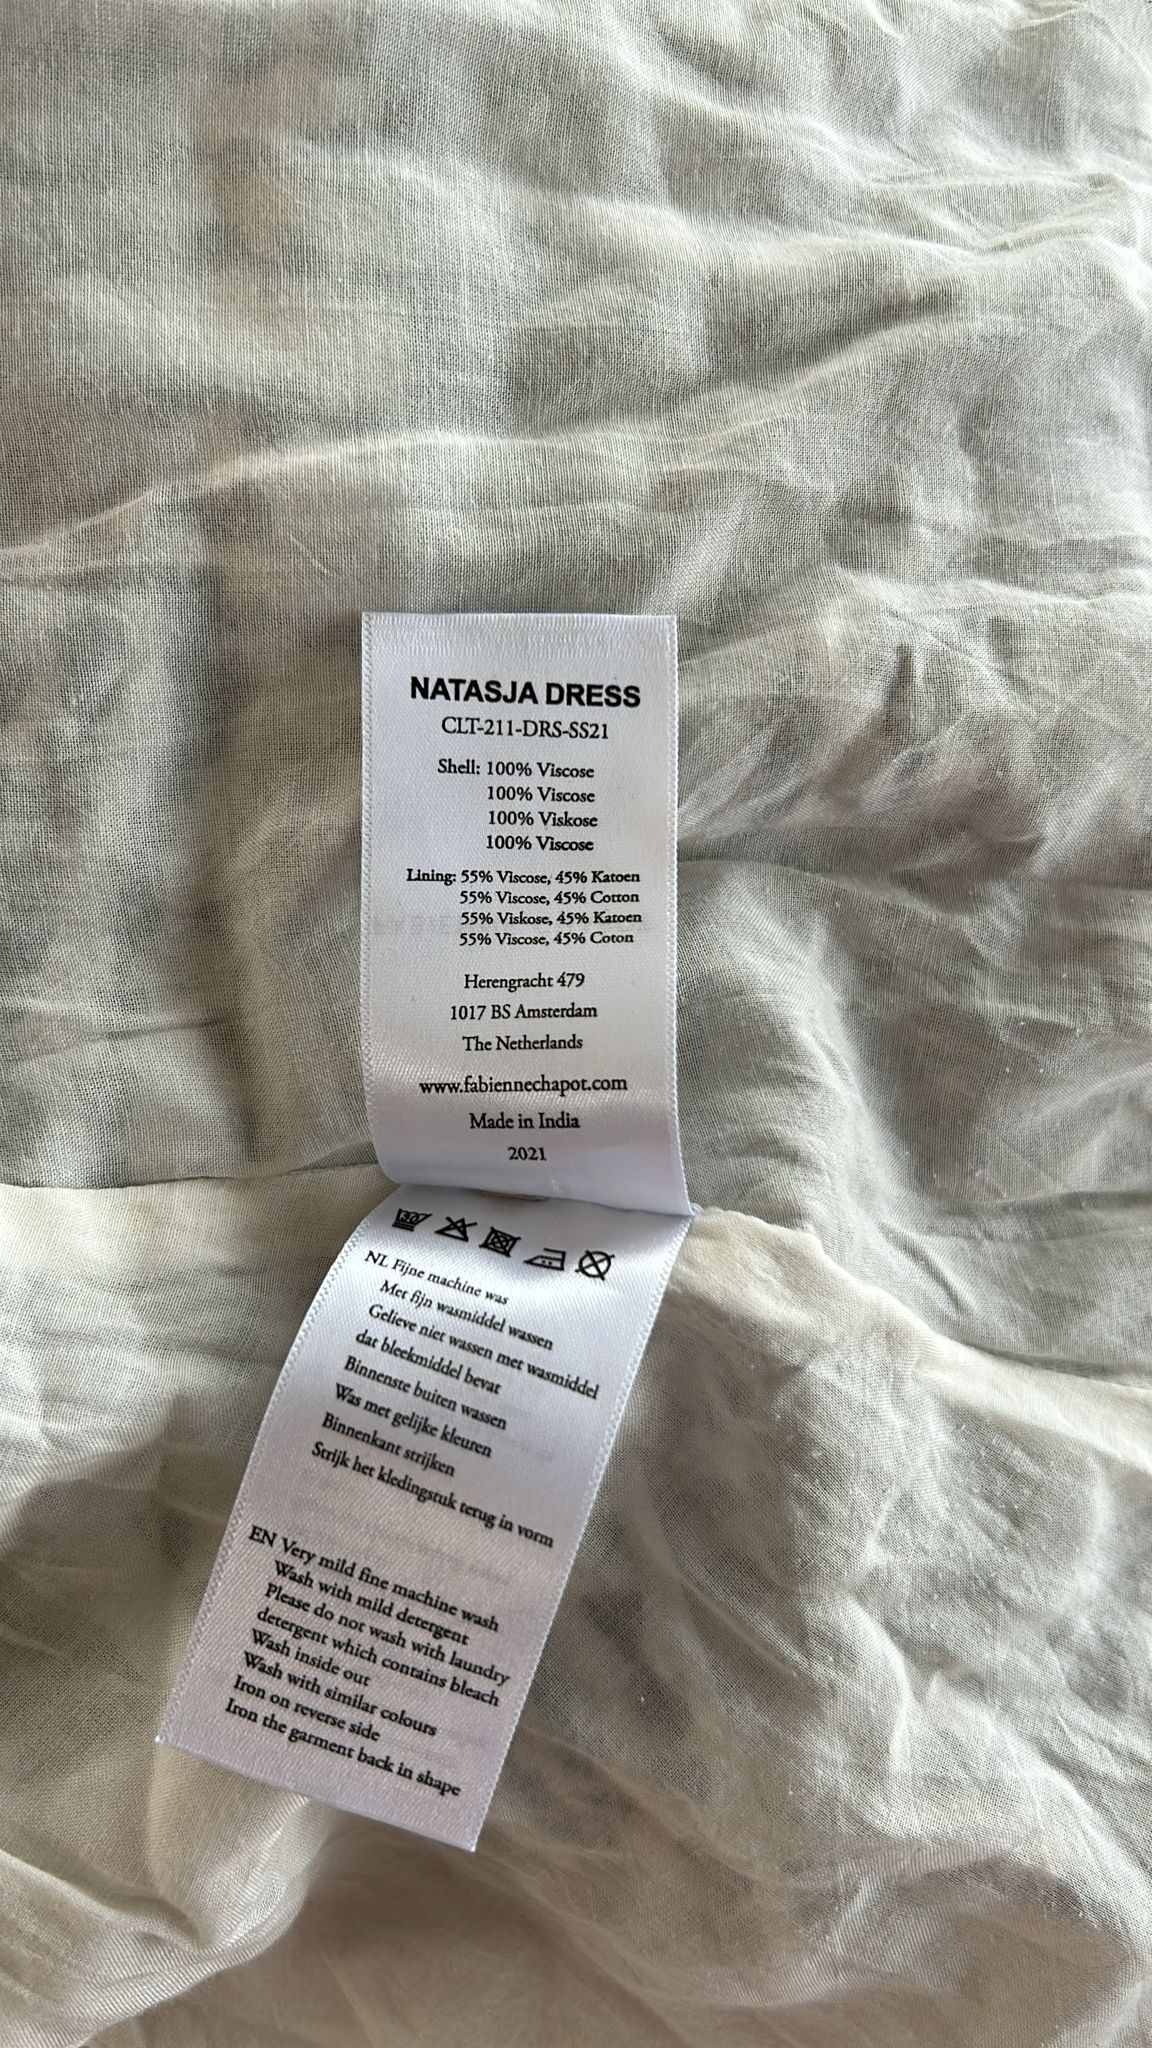 NATASJA DRESS
CLT-211-DRS-SS21
Shell: 100% Viscose
100% Viscose
100% Viskose
100% Viscose
Lining: 55% Viscose, 45% Katoen
55% Viscose, 45% Cotton
55% Viskose, 45% Katoen
55% Viscose, 45% Coton
Herengracht 479
1017 BS Amsterdam
The Netherlands
www.fabiennechapot.com
Made in India
2021
30
NL Fijne machine was
Met fijn wasmiddel wassen
Gelieve niet wassen met wasmiddel
dat bleekmiddel bevat
Binnenste buiten wassen
Was met gelijke kleuren
Binnenkant strijken
Strijk het kledingstuk terug in vorm
EN Very mild fine machine wash
Wash with mild detergent
Please do not wash with laundry
detergent which contains bleach
Wash inside out
Wash with similar colours
Iron on reverse side
Iron the garment back in shape